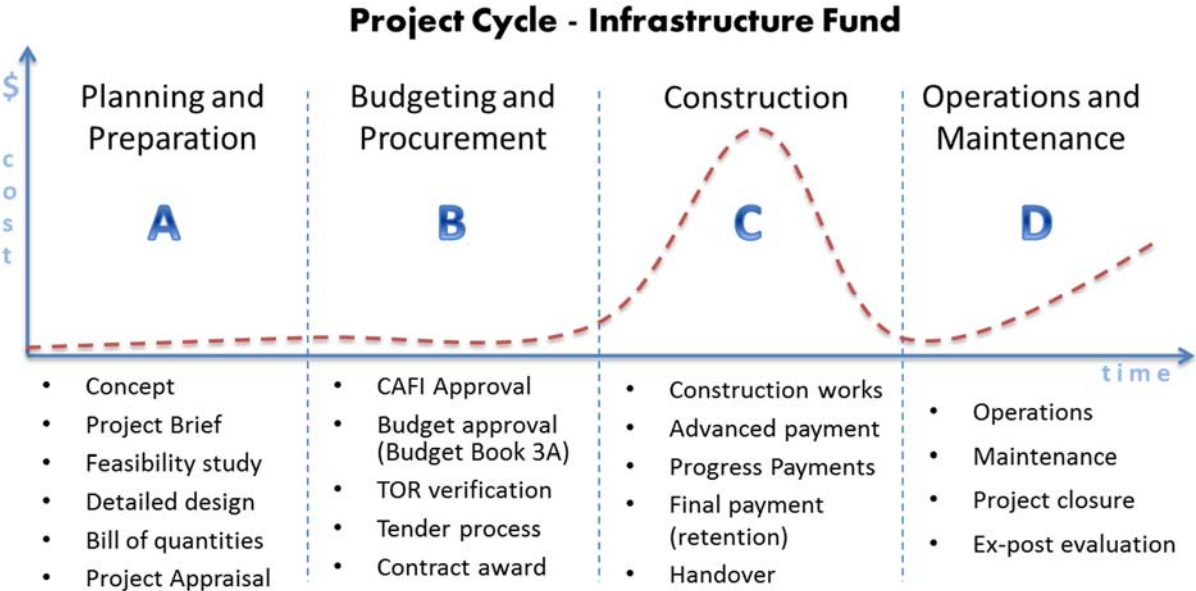 Project Cycle - Infrastructure Fund
$
cost
Planning and
Preparation
A
Budgeting and
Procurement
B
Construction
C
Operations and
Maintenance
D
time
• Concept
• Project Brief
• Feasibility study
• Detailed design
• Bill of quantities
• Project Appraisal
• CAFI Approval
• Budget approval
(Budget Book 3A)
• TOR verification
• Tender process
• Contract award
• Construction works
• Advanced payment
• Progress Payments
• Final payment
(retention)
• Handover
• Operations
• Maintenance
• Project closure
• Ex-post evaluation